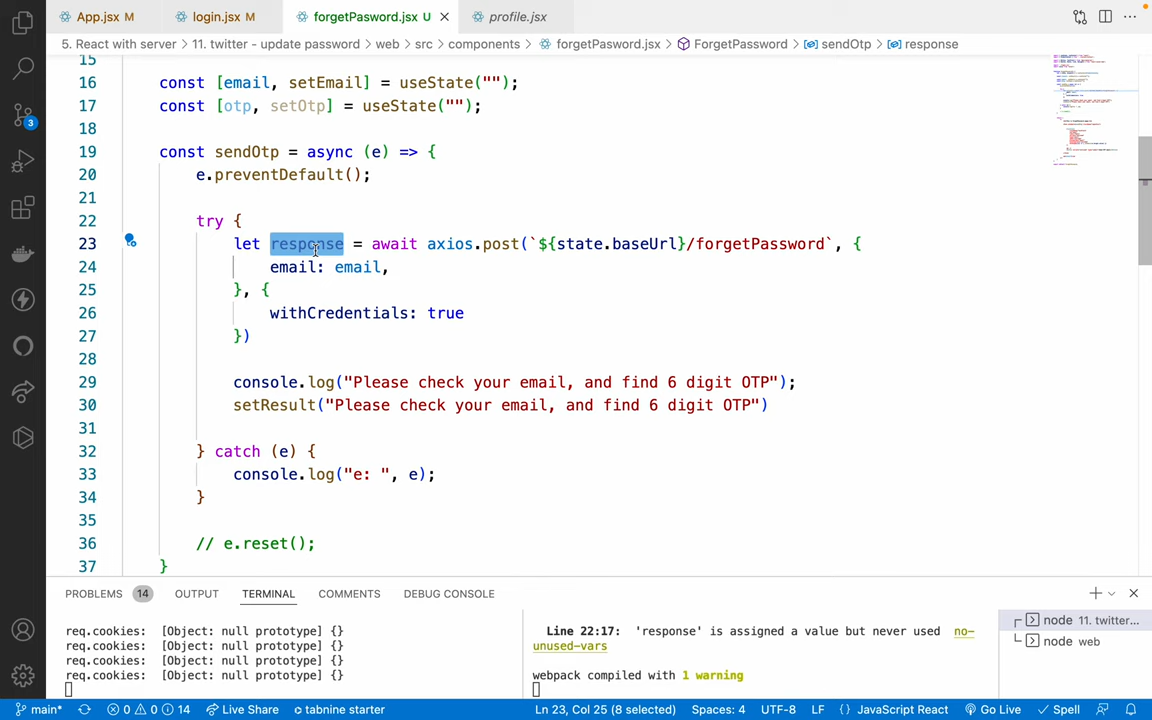 App.jsx M login.jsx M forgetPasword.jsx U profile.jsx
5. React with server > 11. twitter - update password > web > src > components > forgetPasword.jsx > ForgetPassword > sendOtp > response
15
16 const [email, setEmail] = useState("");
17 const [otp, setOtp] = useState("");
18
19 const sendOtp = async (e) => {
20 e.preventDefault();
21
22 try {
23 let response = await axios.post(`${state.baseUrl}/forgetPassword`, {
24 email: email,
25 }, {
26 withCredentials: true
27 })
28
29 console.log("Please check your email, and find 6 digit OTP");
30 setResult("Please check your email, and find 6 digit OTP")
31
32 } catch (e) {
33 console.log("e: ", e);
34 }
35
36 // e.reset();
37 }
3
PROBLEMS 14 OUTPUT TERMINAL COMMENTS DEBUG CONSOLE
req.cookies: [Object: null prototype] {}
req.cookies: [Object: null prototype] {}
req.cookies: [Object: null prototype] {}
req.cookies: [Object: null prototype] {}
Line 22:17: 'response' is assigned a value but never used no-
unused-vars
webpack compiled with 1 warning
node 11. twitter...
node web
main* 0 0 14 Live Share tabnine starter Ln 23, Col 25 (8 selected) Spaces: 4 UTF-8 LF {} JavaScript React Go Live Spell